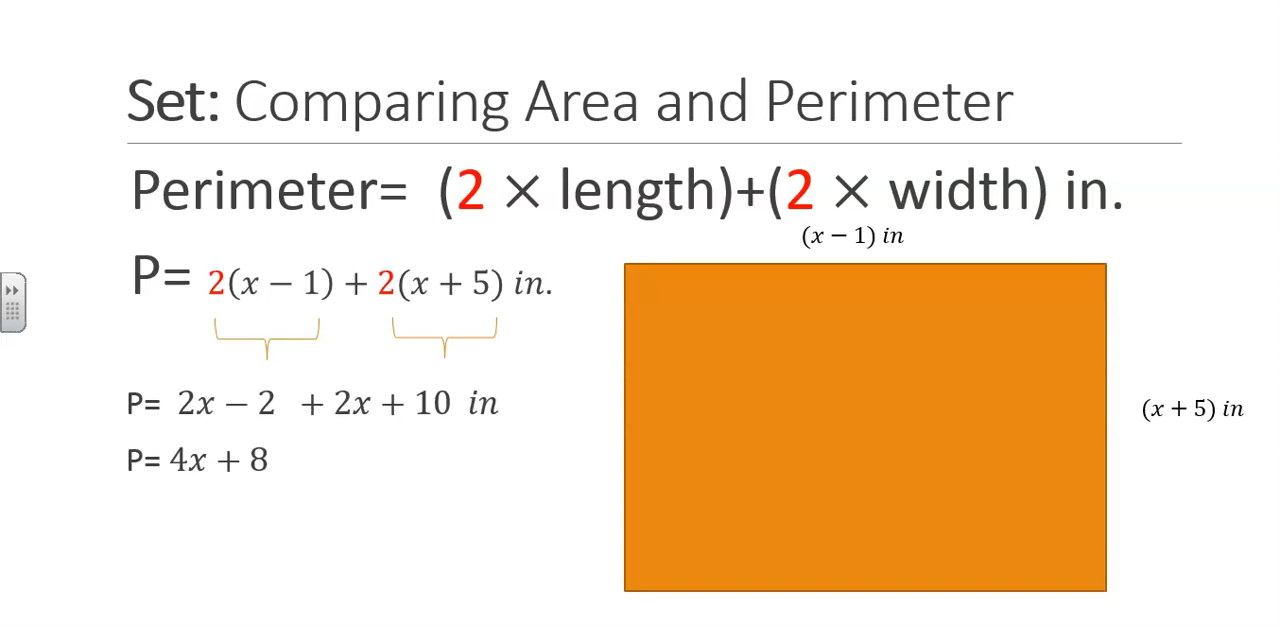 Set: Comparing Area and Perimeter
Perimeter= (2 × length)+(2 × width) in.
(x − 1) in
P= 2(x − 1) + 2(x + 5) in.
P= 2x − 2 + 2x + 10 in
(x + 5) in
P= 4x + 8